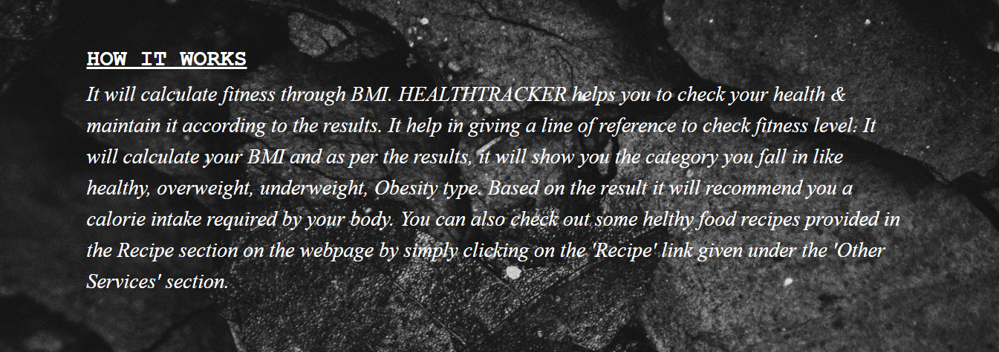 HOW IT WORKS
It will calculate fitness through BMI. HEALTHTRACKER helps you to check your health &
maintain it according to the results. It help in giving a line of reference to check fitness level. It
will calculate your BMI and as per the results, it will show you the category you fall in like
healthy, overweight, underweight, Obesity type. Based on the result it will recommend you a
calorie intake required by your body. You can also check out some helthy food recipes provided in
the Recipe section on the webpage by simply clicking on the 'Recipe' link given under the 'Other
Services' section.